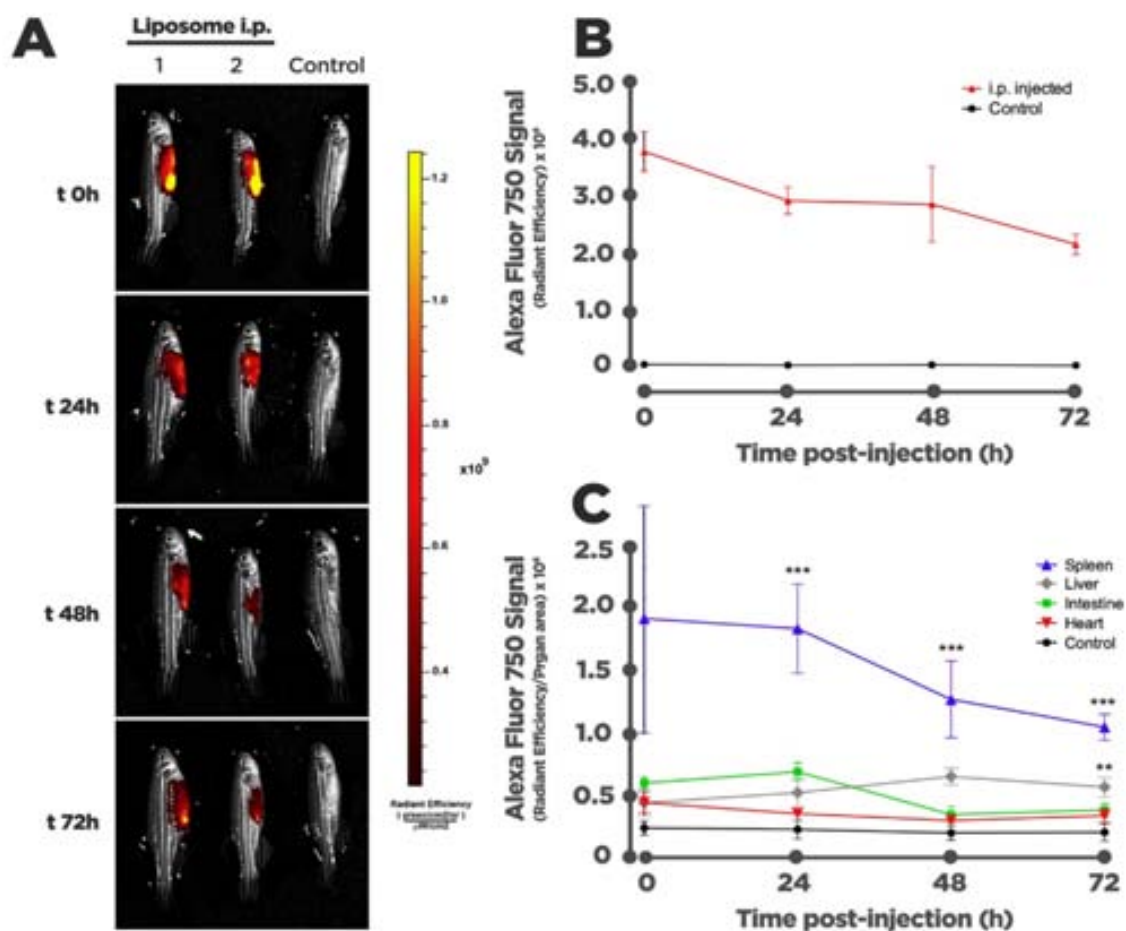 A
Liposome i.p.
1 2 Control
t 0h
t 24h
t 48h
t 72h
1.2
1.0
0.8
x10⁹
0.6
0.4
Radiant Efficiency
B
Alexa Fluor 750 Signal
(Radiant Efficiency) x 10⁹
5.0
4.0
3.0
2.0
1.0
0
i.p. injected
Control
0 24 48 72
Time post-injection (h)
C
Alexa Fluor 750 Signal
(Radiant Efficiency/Prgan area) x 10
2.5
2.0
1.5
1.0
0.5
0
Spleen
Liver
Intestine
Heart
Control
***
***
***
**
0 24 48 72
Time post-injection (h)